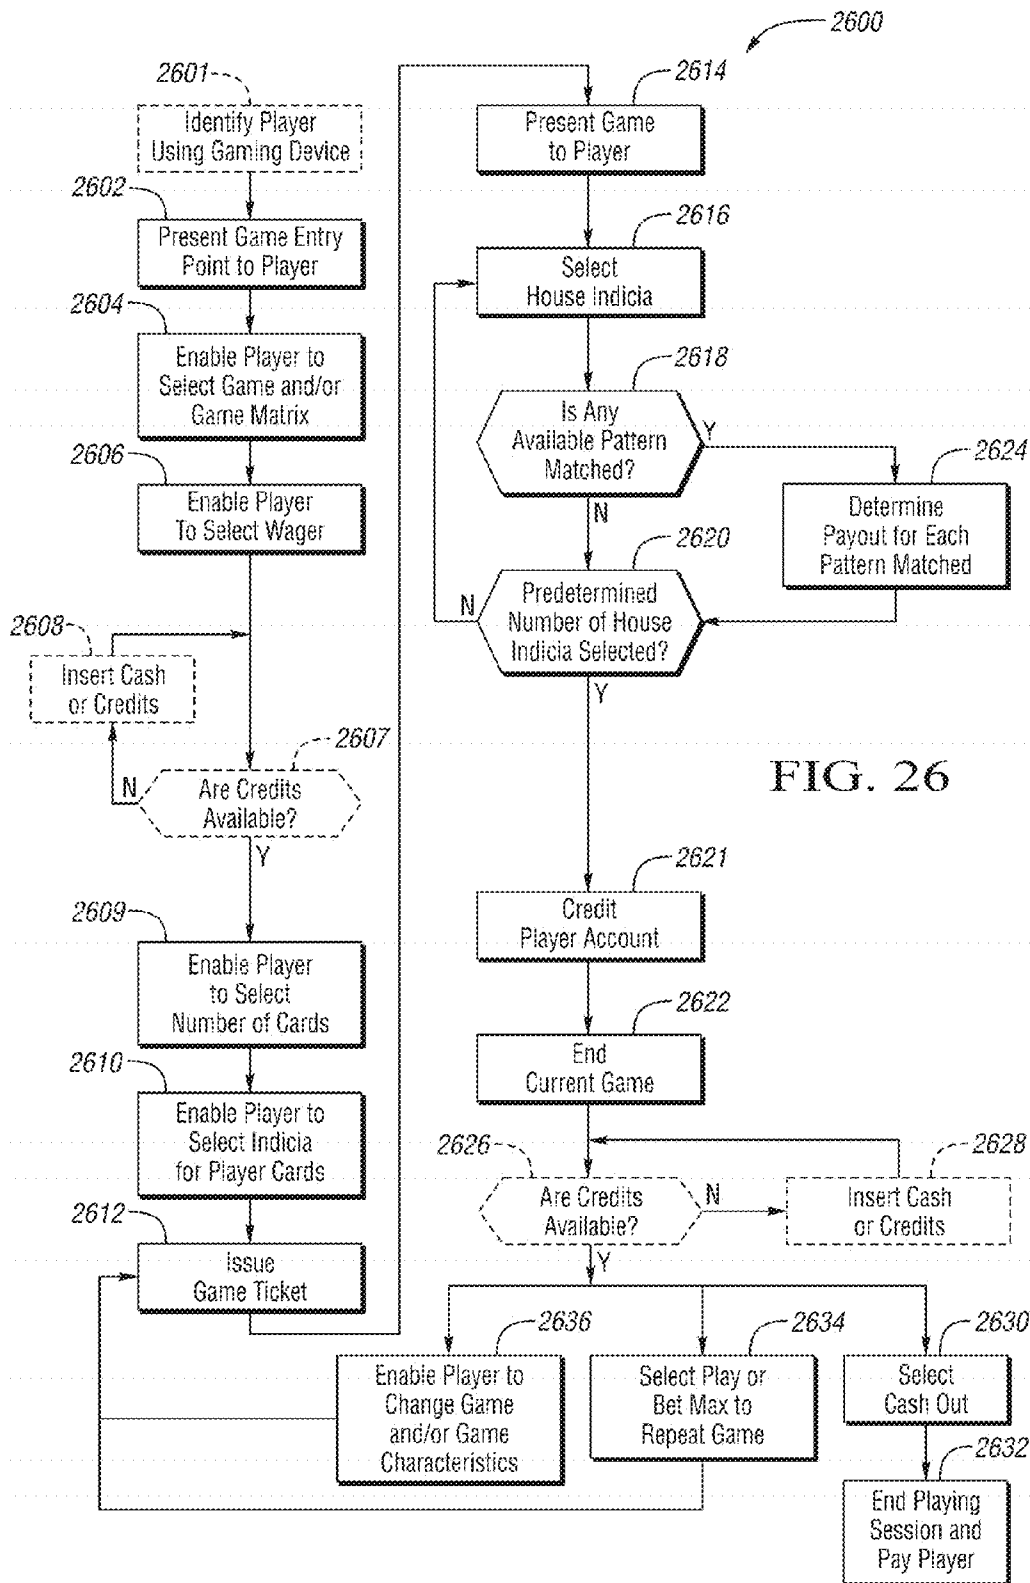 2600
2601
Identify Player
Using Gaming Device
2602
Present Game Entry
Point to Player
2604
Enable Player to
Select Game and/or
Game Matrix
2606
Enable Player
To Select Wager
2608
Insert Cash
or Credits
2607
N
Are Credits
Available?
Y
2609
Enable Player
to Select
Number of Cards
2610
Enable Player to
Select Indicia
for Player Cards
2612
Issue
Game Ticket
2614
Present Game
to Player
2616
Select
House Indicia
2618
Is Any
Available Pattern
Matched?
Y
N
2624
Determine
Payout for Each
Pattern Matched
2620
Predetermined
Number of House
Indicia Selected?
N
Y
FIG. 26
2621
Credit
Player Account
2622
End
Current Game
2626
Are Credits
Available?
N
Y
2628
Insert Cash
or Credits
2636
Enable Player to
Change Game
and/or Game
Characteristics
2634
Select Play or
Bet Max to
Repeat Game
2630
Select
Cash Out
2632
End Playing
Session and
Pay Player